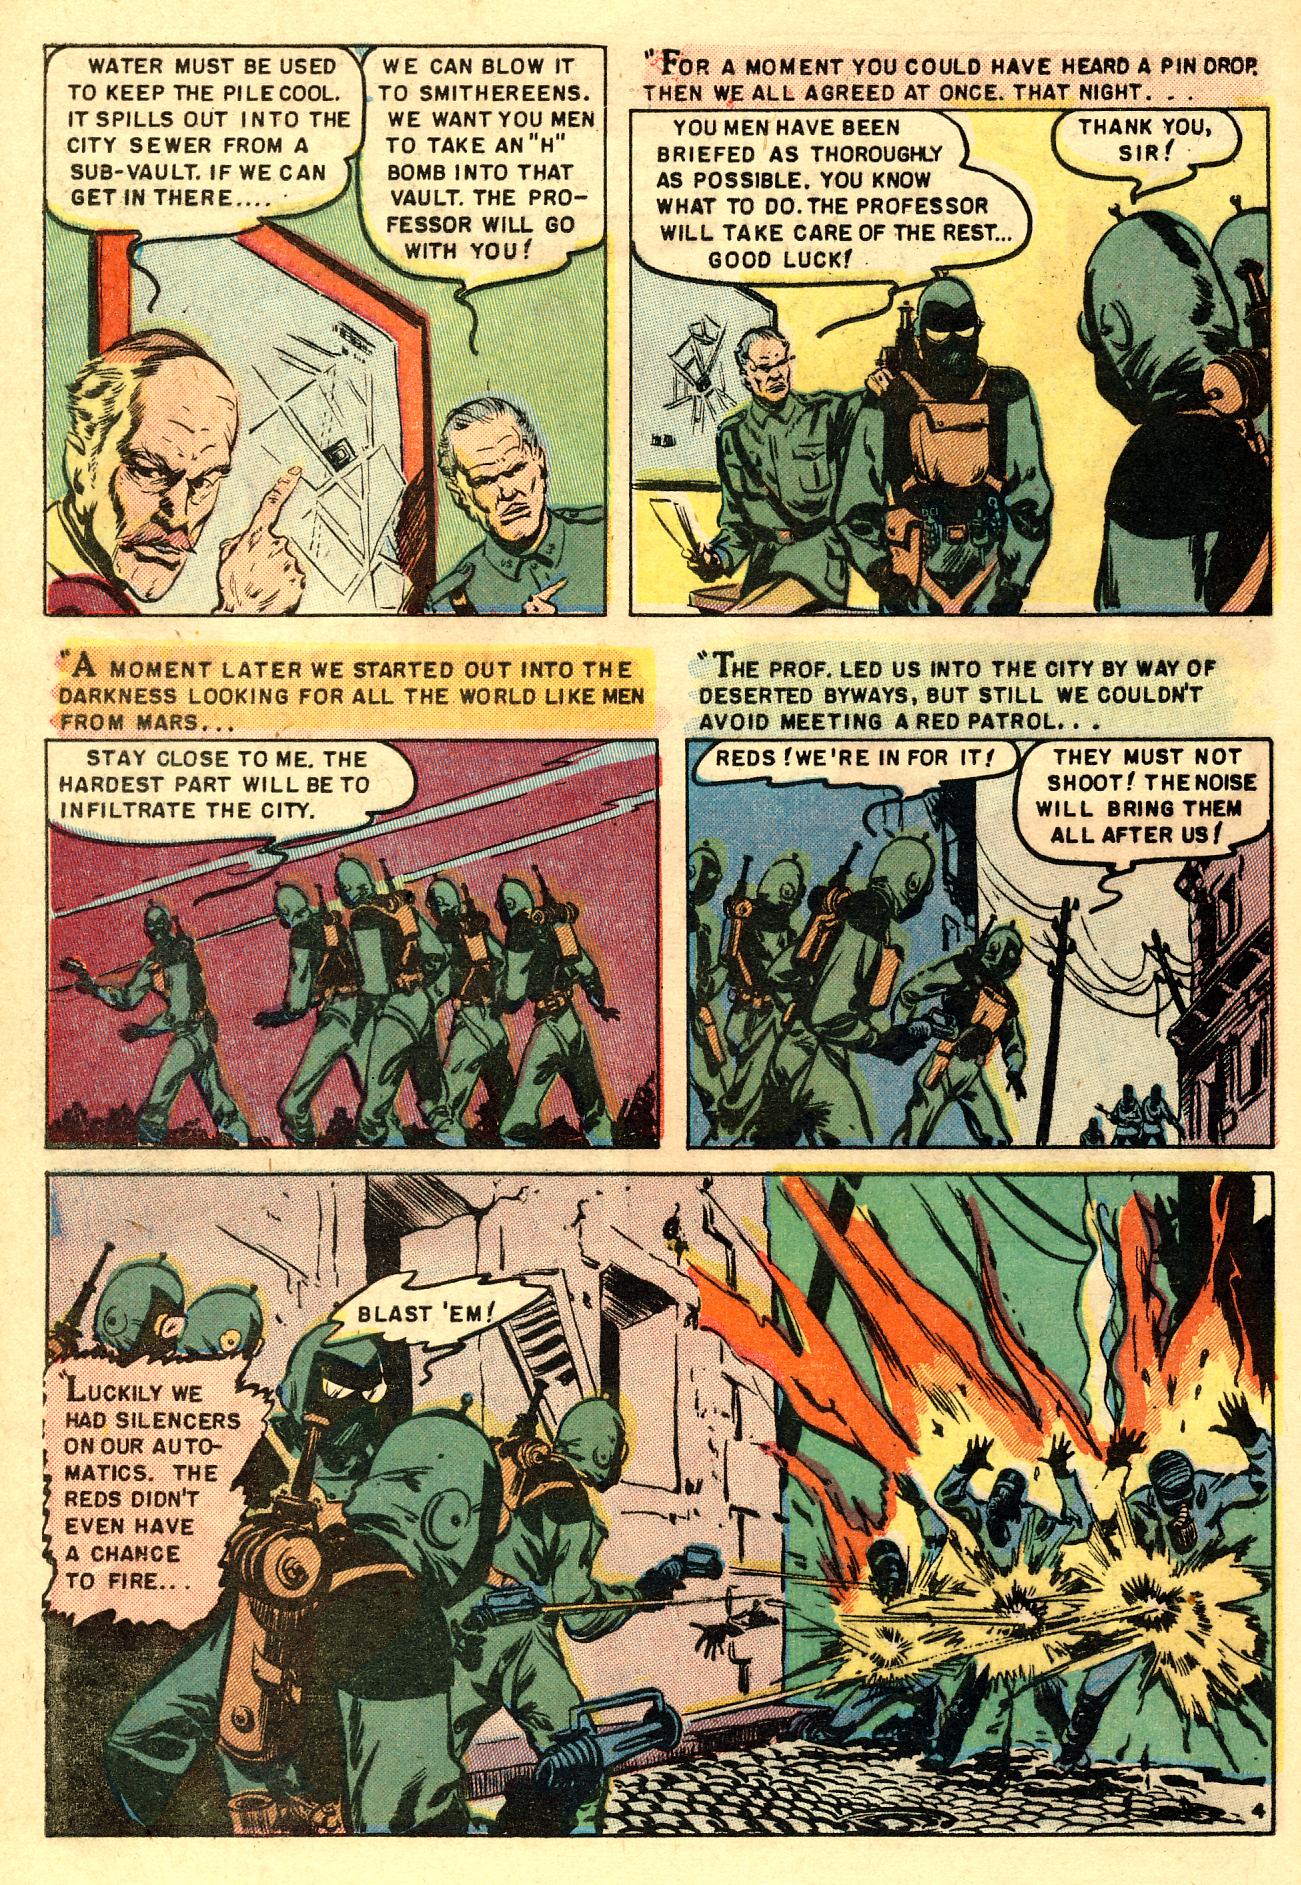 WATER MUST BE USED
TO KEEP THE PILE COOL.
IT SPILLS OUT INTO THE
CITY SEWER FROM A
SUB-VAULT. IF WE CAN
GET IN THERE....
WE CAN BLOW IT
TO SMITHEREENS.
WE WANT YOU MEN
TO TAKE AN "H"
BOMB INTO THAT
VAULT. THE PRO-
FESSOR WILL GO
WITH YOU!
"FOR A MOMENT YOU COULD HAVE HEARD A PIN DROP.
THEN WE ALL AGREED AT ONCE. THAT NIGHT. . .
YOU MEN HAVE BEEN
BRIEFED AS THOROUGHLY
AS POSSIBLE. YOU KNOW
WHAT TO DO. THE PROFESSOR
WILL TAKE CARE OF THE REST...
GOOD LUCK!
THANK YOU,
SIR!
"A MOMENT LATER WE STARTED OUT INTO THE
DARKNESS LOOKING FOR ALL THE WORLD LIKE MEN
FROM MARS...
STAY CLOSE TO ME. THE
HARDEST PART WILL BE TO
INFILTRATE THE CITY.
"THE PROF. LED US INTO THE CITY BY WAY OF
DESERTED BYWAYS, BUT STILL WE COULDN'T
AVOID MEETING A RED PATROL...
REDS! WE'RE IN FOR IT!
THEY MUST NOT
SHOOT! THE NOISE
WILL BRING THEM
ALL AFTER US!
BLAST 'EM!
"LUCKILY WE
HAD SILENCERS
ON OUR AUTO-
MATICS. THE
REDS DIDN'T
EVEN HAVE
A CHANCE
TO FIRE...
4